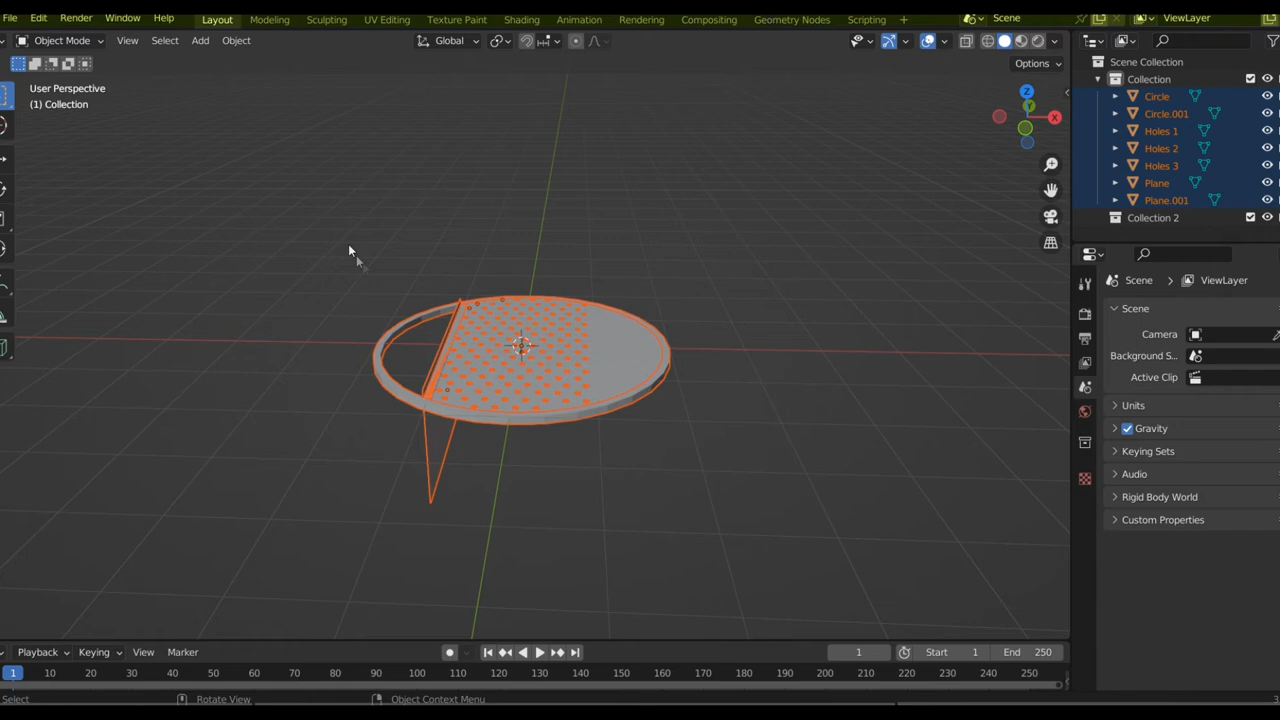 File Edit Render Window Help Layout Modeling Sculpting UV Editing Texture Paint Shading Animation Rendering Compositing Geometry Nodes Scripting + Scene ViewLayer
Object Mode View Select Add Object Global
Options
User Perspective
(1) Collection
Z
Y
X
Scene Collection
Collection
Circle
Circle.001
Holes 1
Holes 2
Holes 3
Plane
Plane.001
Collection 2
Scene ViewLayer
Scene
Camera
Background S...
Active Clip
Units
Gravity
Keying Sets
Audio
Rigid Body World
Custom Properties
Playback Keying View Marker 1 Start 1 End 250
1 10 20 30 40 50 60 70 80 90 100 110 120 130 140 150 160 170 180 190 200 210 220 230 240 250
Select Rotate View Object Context Menu 3